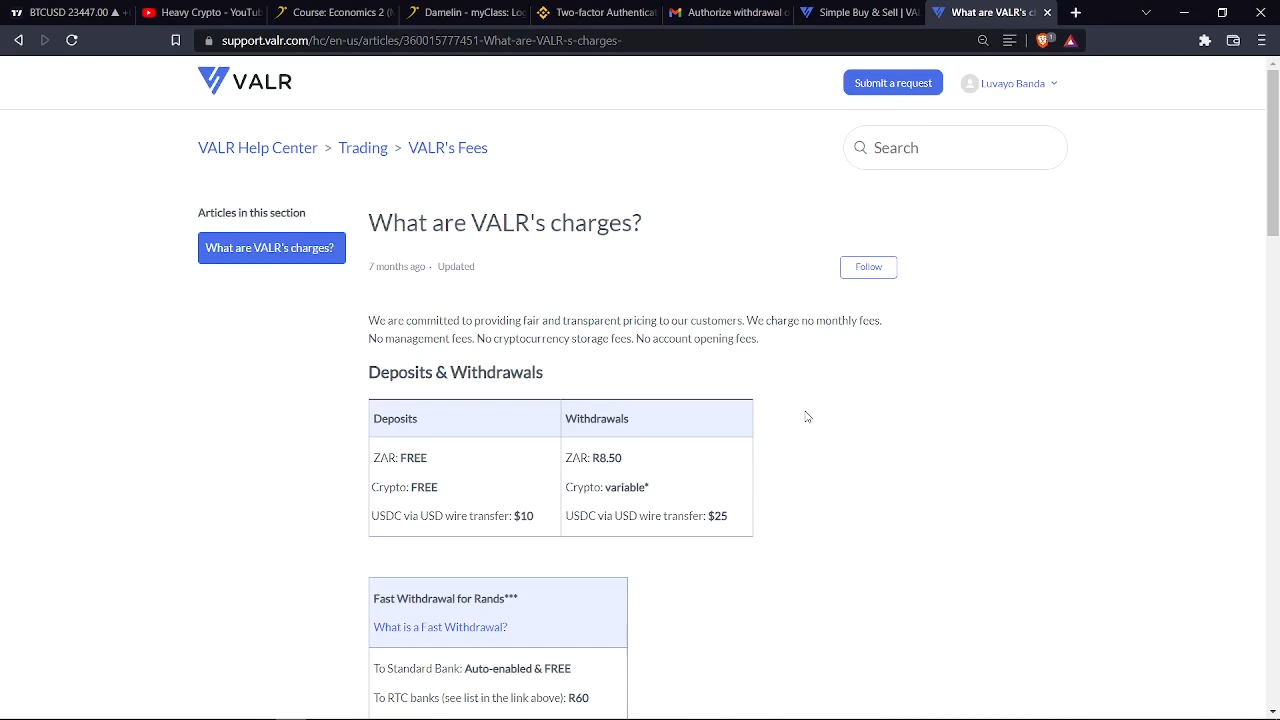 BTCUSD 23447.00 ▲
Heavy Crypto - YouTu
Course: Economics 2 (
Damelin - myClass: Lo
Two-factor Authentica
Authorize withdrawal
Simple Buy & Sell | VA
What are VALR's c
support.valr.com/hc/en-us/articles/360015777451-What-are-VALR-s-charges-
1
VALR
Submit a request
Luvayo Banda
VALR Help Center > Trading > VALR's Fees
Search
Articles in this section
What are VALR's charges?
What are VALR's charges?
7 months ago · Updated
Follow
We are committed to providing fair and transparent pricing to our customers. We charge no monthly fees.
No management fees. No cryptocurrency storage fees. No account opening fees.
Deposits & Withdrawals
Deposits Withdrawals
ZAR: FREE ZAR: R8.50
Crypto: FREE Crypto: variable*
USDC via USD wire transfer: $10 USDC via USD wire transfer: $25
Fast Withdrawal for Rands***
What is a Fast Withdrawal?
To Standard Bank: Auto-enabled & FREE
To RTC banks (see list in the link above): R60